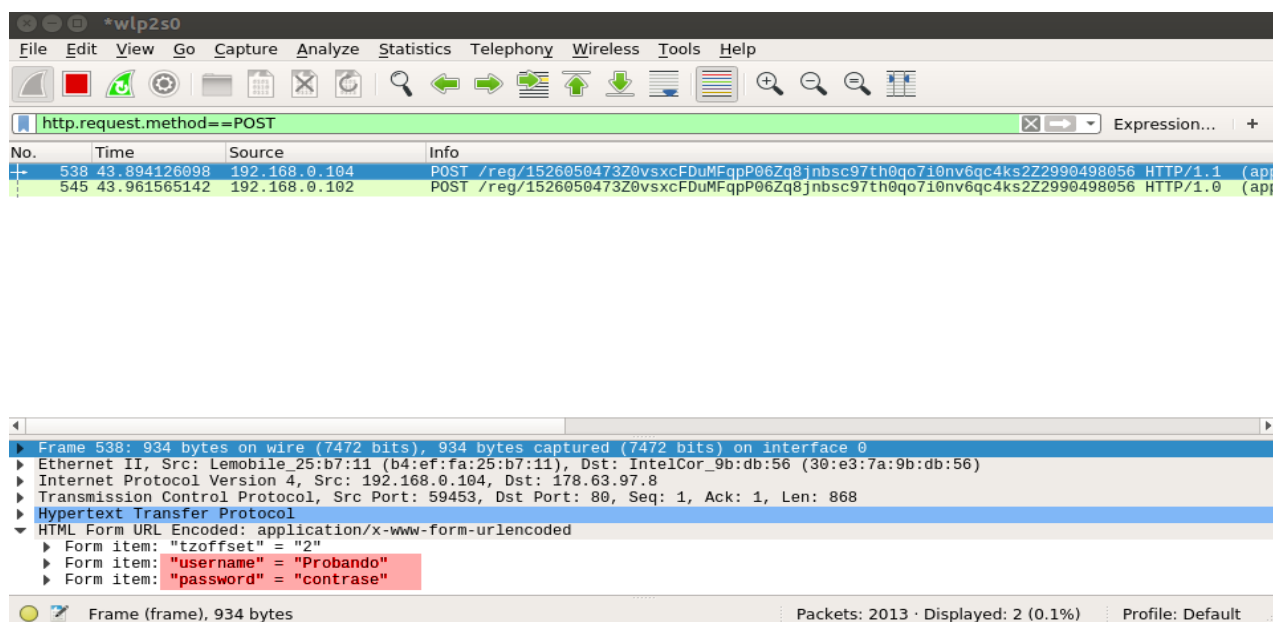 *wlp2s0
File Edit View Go Capture Analyze Statistics Telephony Wireless Tools Help
http.request.method==POST Expression... +
No. Time Source Info
538 43.894126098 192.168.0.104 POST /reg/1526050473Z0vsxcFDuMFqpP06Zq8jnbsc97th0qo7i0nv6qc4ks2Z2990498056 HTTP/1.1 (app
545 43.961565142 192.168.0.102 POST /reg/1526050473Z0vsxcFDuMFqpP06Zq8jnbsc97th0qo7i0nv6qc4ks2Z2990498056 HTTP/1.0 (app
Frame 538: 934 bytes on wire (7472 bits), 934 bytes captured (7472 bits) on interface 0
Ethernet II, Src: Lemobile_25:b7:11 (b4:ef:fa:25:b7:11), Dst: IntelCor_9b:db:56 (30:e3:7a:9b:db:56)
Internet Protocol Version 4, Src: 192.168.0.104, Dst: 178.63.97.8
Transmission Control Protocol, Src Port: 59453, Dst Port: 80, Seq: 1, Ack: 1, Len: 868
Hypertext Transfer Protocol
HTML Form URL Encoded: application/x-www-form-urlencoded
Form item: "tzoffset" = "2"
Form item: "username" = "Probando"
Form item: "password" = "contrase"
Frame (frame), 934 bytes Packets: 2013 · Displayed: 2 (0.1%) Profile: Default